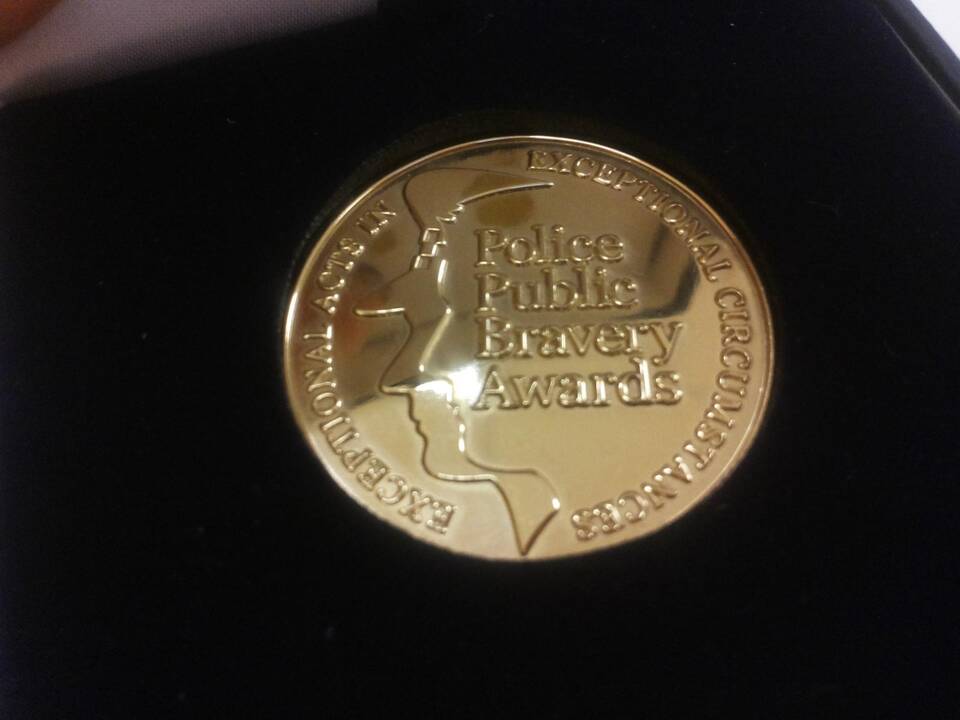 EXCEPTIONAL ACTS IN
EXCEPTIONAL CIRCUMSTANCES
Police
Public
Bravery
Awards